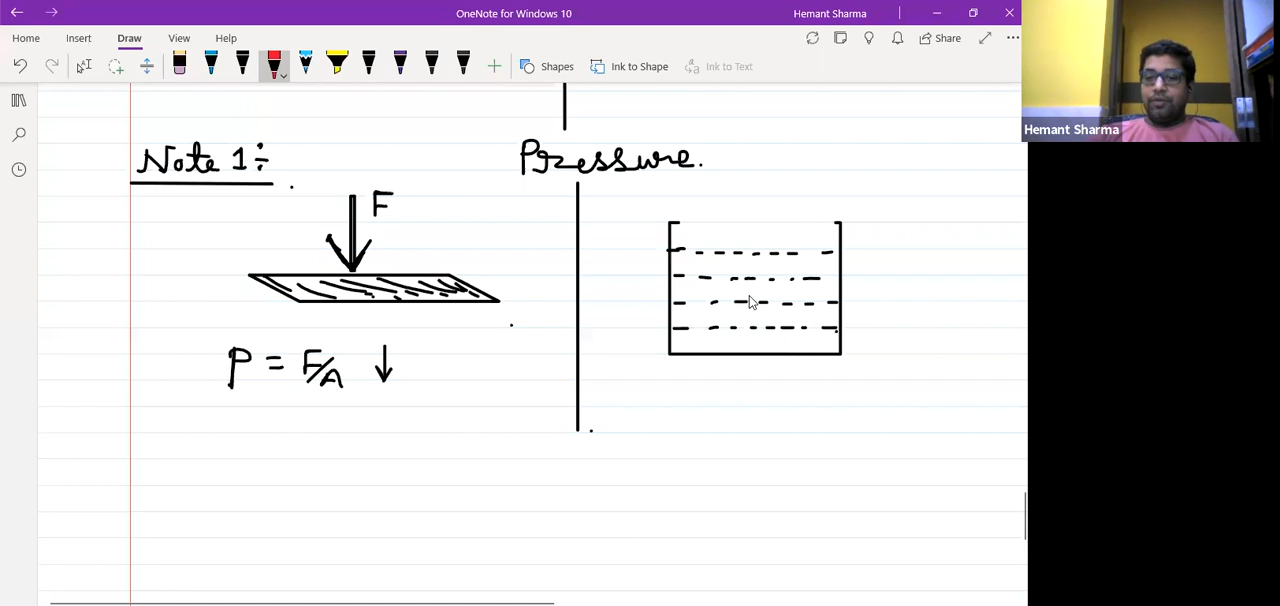 OneNote for Windows 10
Hemant Sharma
Home Insert Draw View Help
Share
Shapes Ink to Shape Ink to Text
Hemant Sharma
Note 1÷
Pressure.
F
P = F/A ↓